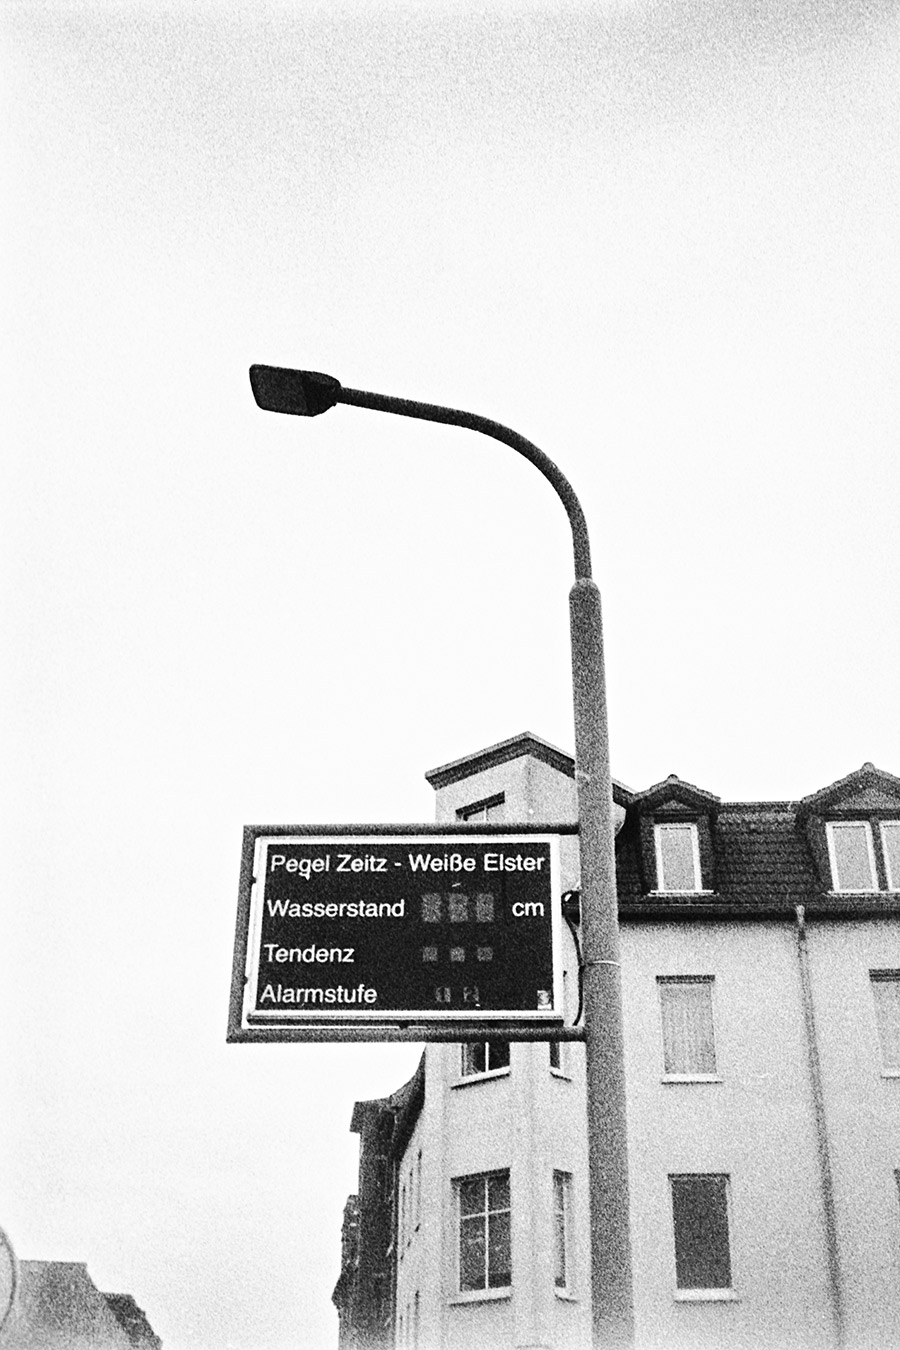 Pegel Zeitz - Weiße Elster
Wasserstand cm
Tendenz
Alarmstufe